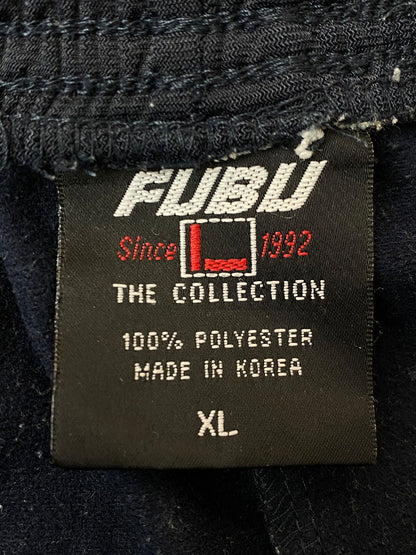 FUBU
Since 1992
THE COLLECTION
100% POLYESTER
MADE IN KOREA
XL